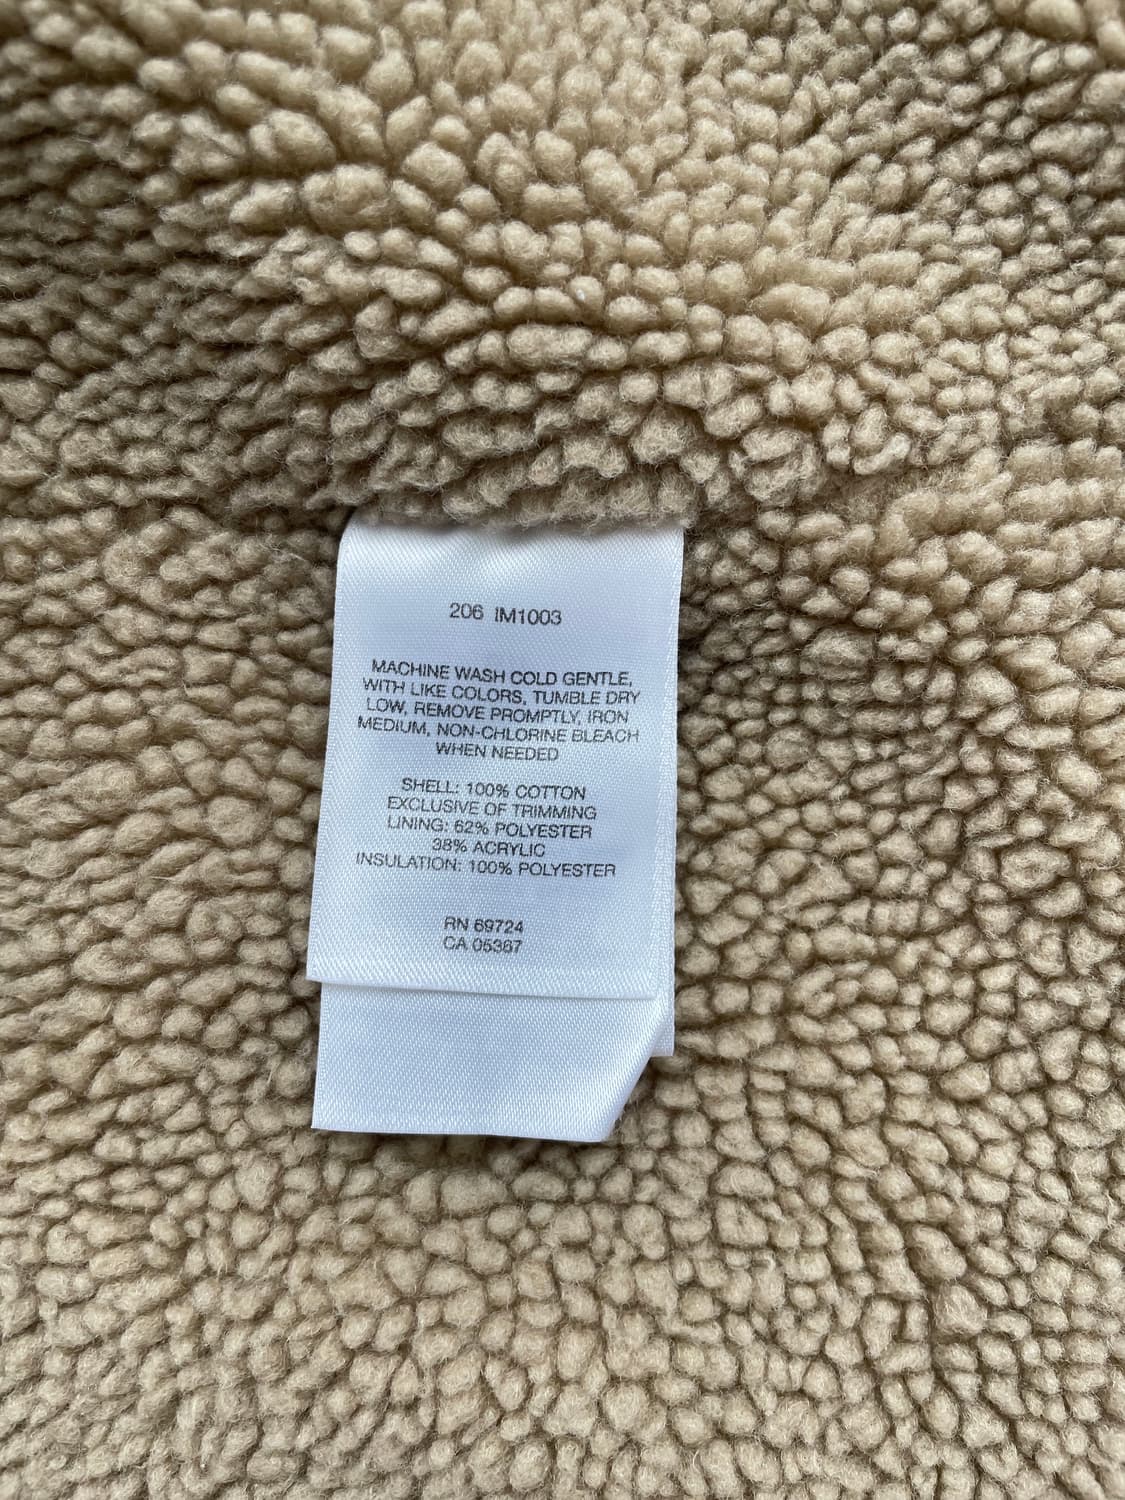 206 IM1003
MACHINE WASH COLD GENTLE,
WITH LIKE COLORS, TUMBLE DRY
LOW, REMOVE PROMPTLY, IRON
MEDIUM, NON-CHLORINE BLEACH
WHEN NEEDED
SHELL: 100% COTTON
EXCLUSIVE OF TRIMMING
LINING: 62% POLYESTER
38% ACRYLIC
INSULATION: 100% POLYESTER
RN 69724
CA 05367